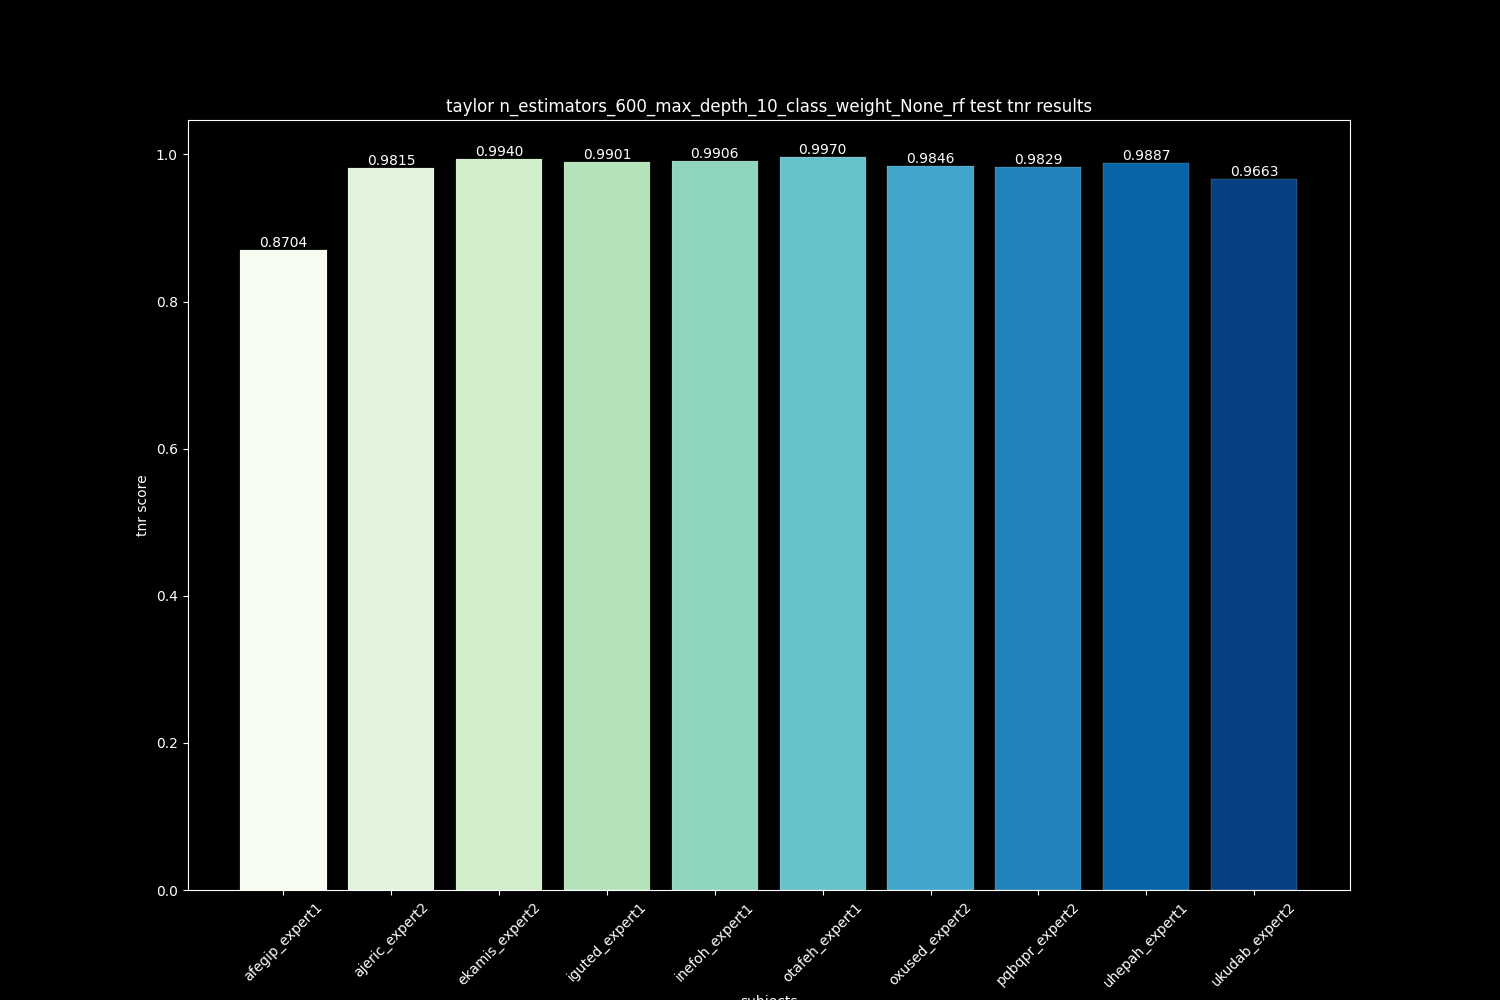 taylor n_estimators_600_max_depth_10_class_weight_None_rf test tnr results
1.0
0.8
0.6
0.4
0.2
0.0
tnr score
0.8704
0.9815
0.9940
0.9901
0.9906
0.9970
0.9846
0.9829
0.9887
0.9663
afegip_expert1
ajeric_expert2
ekamis_expert2
iguted_expert1
inefoh_expert1
otafeh_expert1
oxused_expert2
pqbqpr_expert2
uhepah_expert1
ukudab_expert2
subjects